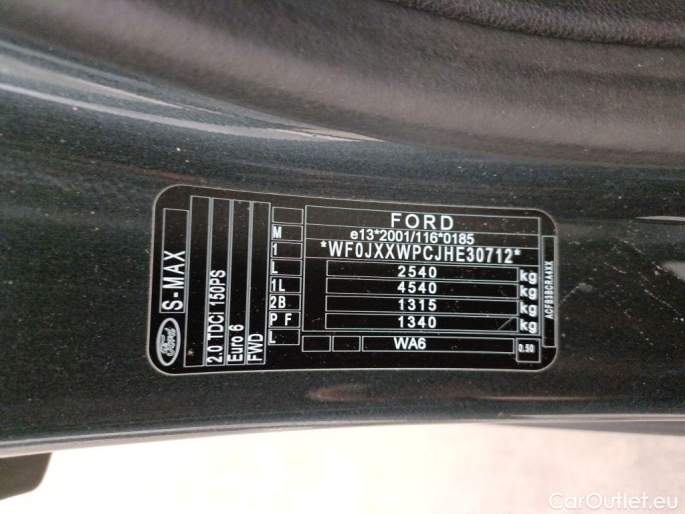 FORD
e13*2001/116*0185
*WF0JXXWPCJHE30712*
2540 kg
4540 kg
1315 kg
1340 kg
WA6
0.50
M
1
L
1L
2B
P F
L
S-MAX
Ford
2.0 TDCI 150PS
Euro 6
FWD
CarOutlet.eu